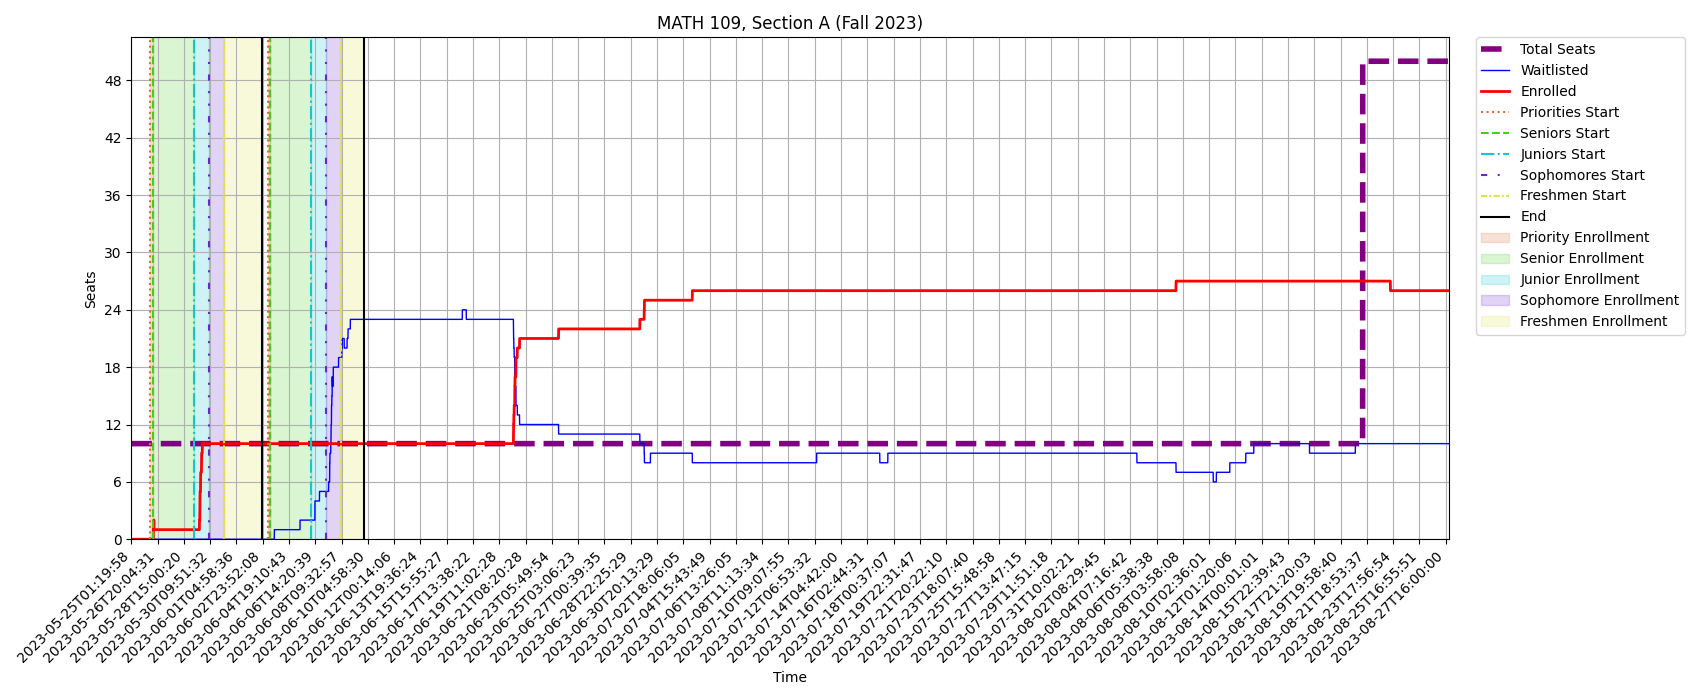 MATH 109, Section A (Fall 2023)
Seats
48
42
36
30
24
18
12
6
0
2023-05-25T01:19:58
2023-05-26T20:04:31
2023-05-28T15:00:20
2023-05-30T09:51:32
2023-06-01T04:58:36
2023-06-02T23:52:08
2023-06-04T19:10:43
2023-06-06T14:20:39
2023-06-08T09:32:57
2023-06-10T04:58:30
2023-06-12T00:14:06
2023-06-13T19:36:24
2023-06-15T15:55:27
2023-06-17T13:38:22
2023-06-19T11:02:28
2023-06-21T08:20:28
2023-06-23T05:49:54
2023-06-25T03:06:23
2023-06-27T00:39:35
2023-06-28T22:25:29
2023-06-30T20:13:29
2023-07-02T18:06:05
2023-07-04T15:43:49
2023-07-06T13:26:05
2023-07-08T11:13:34
2023-07-10T09:07:55
2023-07-12T06:53:32
2023-07-14T04:42:00
2023-07-16T02:44:31
2023-07-18T00:37:07
2023-07-19T22:31:47
2023-07-21T20:22:10
2023-07-23T18:07:40
2023-07-25T15:48:58
2023-07-27T13:47:15
2023-07-29T11:51:18
2023-07-31T10:02:21
2023-08-02T08:29:45
2023-08-04T07:16:42
2023-08-06T05:38:38
2023-08-08T03:58:08
2023-08-10T02:36:01
2023-08-12T01:20:06
2023-08-14T00:01:01
2023-08-15T22:39:43
2023-08-17T21:20:03
2023-08-19T19:58:40
2023-08-21T18:53:37
2023-08-23T17:56:54
2023-08-25T16:55:51
2023-08-27T16:00:00
Time
Total Seats
Waitlisted
Enrolled
Priorities Start
Seniors Start
Juniors Start
Sophomores Start
Freshmen Start
End
Priority Enrollment
Senior Enrollment
Junior Enrollment
Sophomore Enrollment
Freshmen Enrollment